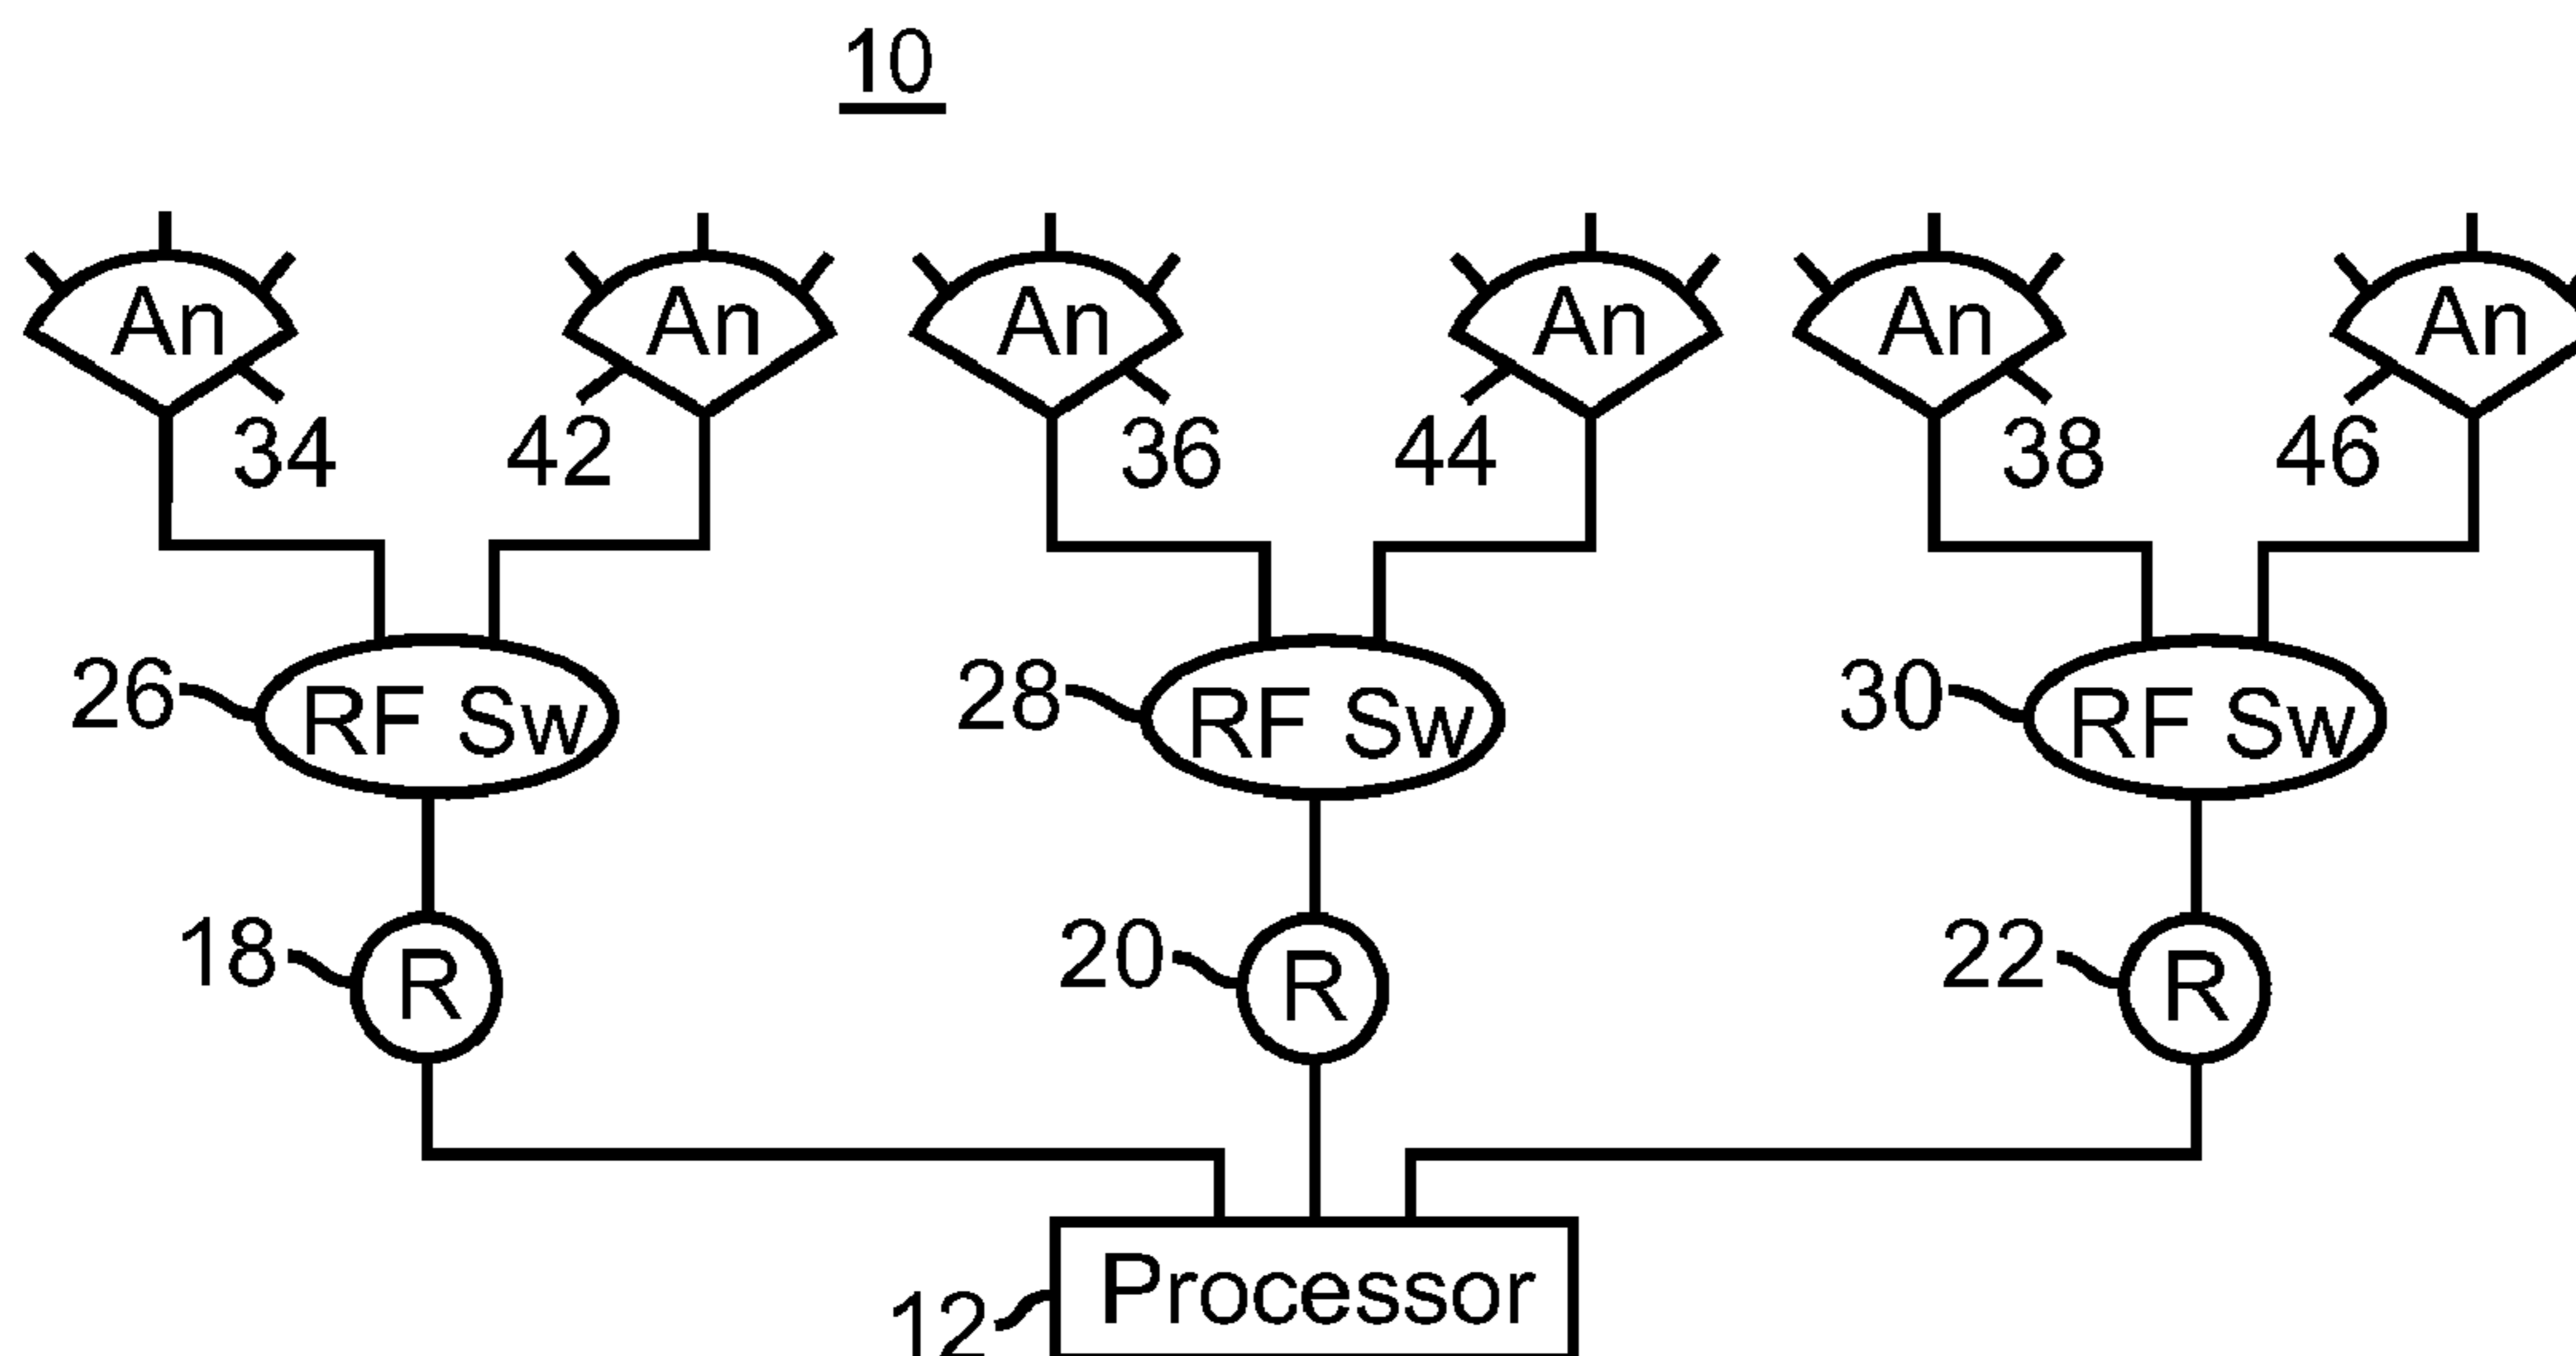 10
An An An An An An
34 42 36 44 38 46
26 RF Sw 28 RF Sw 30 RF Sw
18 R 20 R 22 R
12 Processor